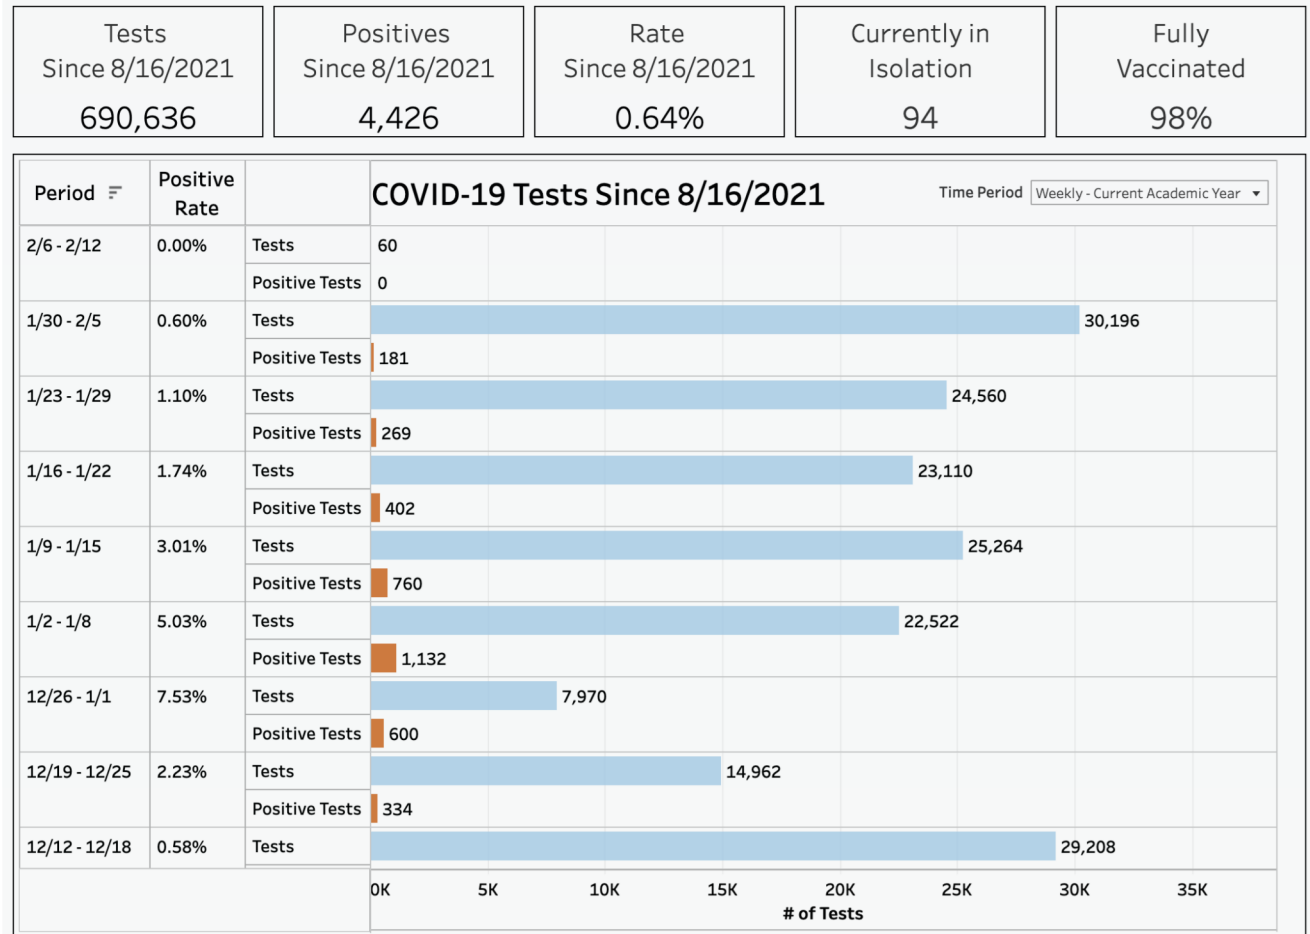 Tests
Since 8/16/2021
690,636
Positives
Since 8/16/2021
4,426
Rate
Since 8/16/2021
0.64%
Currently in
Isolation
94
Fully
Vaccinated
98%
Period
Positive
Rate
COVID-19 Tests Since 8/16/2021
Time Period
Weekly - Current Academic Year
2/6 - 2/12 0.00% Tests 60
Positive Tests 0
1/30 - 2/5 0.60% Tests 30,196
Positive Tests 181
1/23 - 1/29 1.10% Tests 24,560
Positive Tests 269
1/16 - 1/22 1.74% Tests 23,110
Positive Tests 402
1/9 - 1/15 3.01% Tests 25,264
Positive Tests 760
1/2 - 1/8 5.03% Tests 22,522
Positive Tests 1,132
12/26 - 1/1 7.53% Tests 7,970
Positive Tests 600
12/19 - 12/25 2.23% Tests 14,962
Positive Tests 334
12/12 - 12/18 0.58% Tests 29,208
0K 5K 10K 15K 20K 25K 30K 35K
# of Tests